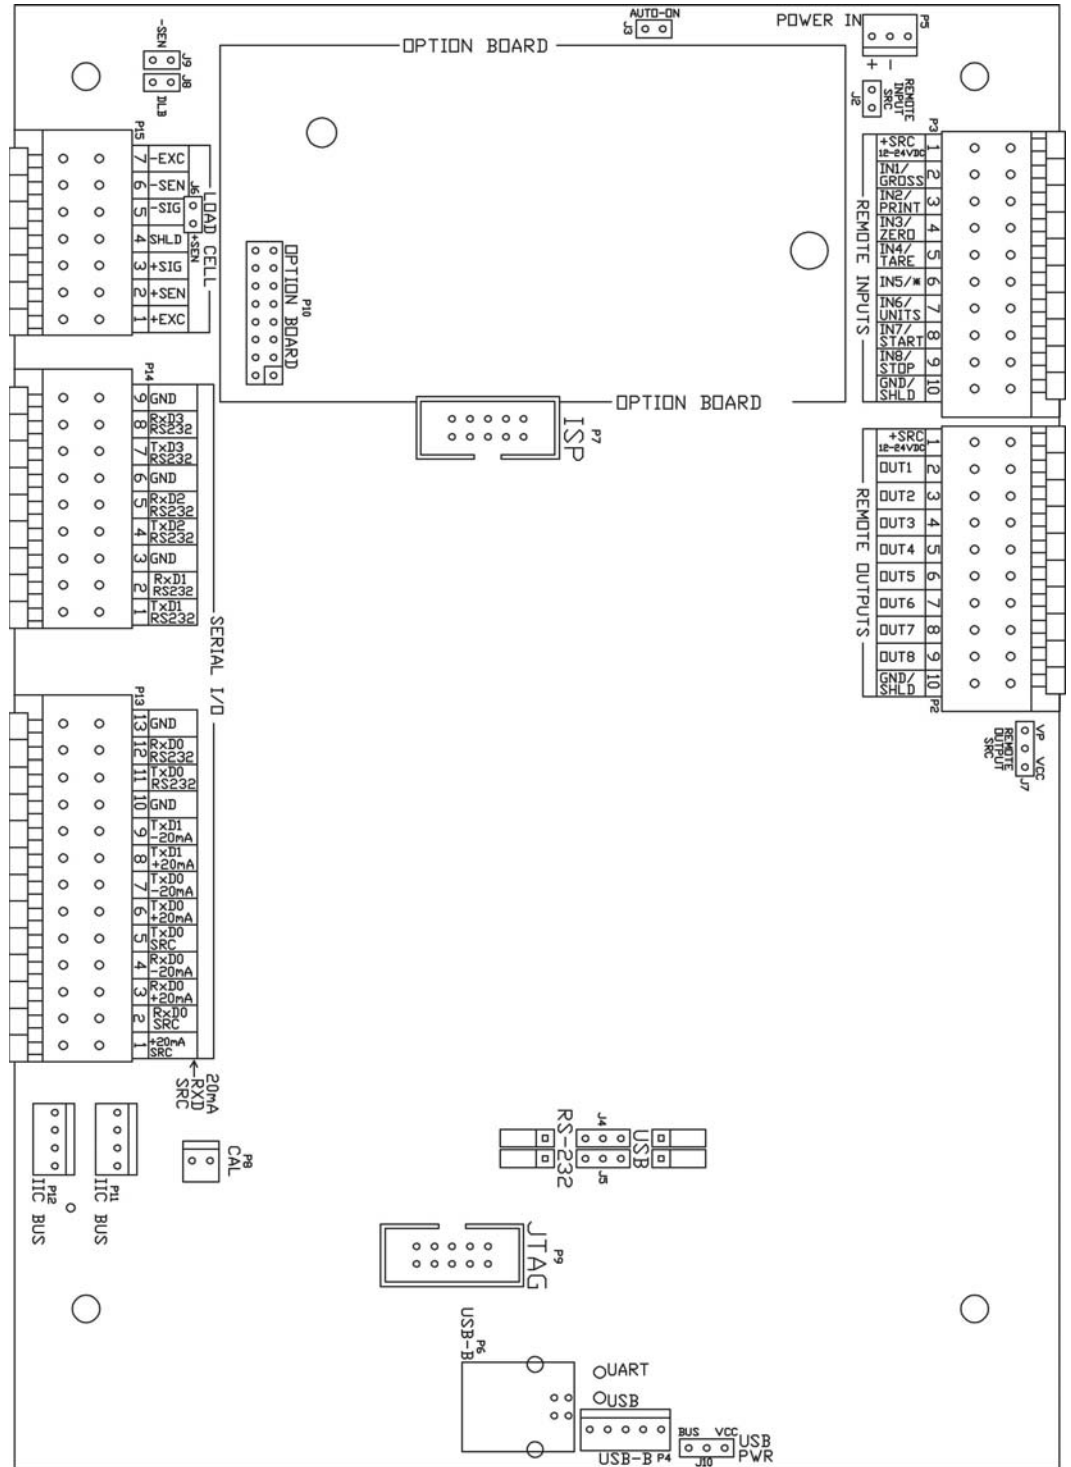 AUTO-ON
J3
POWER IN
P5
+ -
-SEN
J9
J8
DLB
OPTION BOARD
J2
REMOTE
INPUT
SRC
P15
7 -EXC
6 -SEN
5 -SIG
4 SHLD
3 +SIG
2 +SEN
1 +EXC
J6
+SEN
LOAD CELL
OPTION BOARD
P10
P3
+SRC
12-24VDC
1
IN1/
GROSS
2
IN2/
PRINT
3
IN3/
ZERO
4
IN4/
TARE
5
IN5/*
6
IN6/
UNITS
7
IN7/
START
8
IN8/
STOP
9
GND/
SHLD
10
REMOTE INPUTS
OPTION BOARD
ISP
P7
P14
9 GND
8 RxD3
RS232
7 TxD3
RS232
6 GND
5 RxD2
RS232
4 TxD2
RS232
3 GND
2 RxD1
RS232
1 TxD1
RS232
+SRC
12-24VDC
1
OUT1 2
OUT2 3
OUT3 4
OUT4 5
OUT5 6
OUT6 7
OUT7 8
OUT8 9
GND/
SHLD
10
P2
REMOTE OUTPUTS
SERIAL I/O
VP
VCC
REMOTE
OUTPUT
SRC
J7
P13
13 GND
12 RxD0
RS232
11 TxD0
RS232
10 GND
9 TxD1
-20mA
8 TxD1
+20mA
7 TxD0
-20mA
6 TxD0
+20mA
5 TxD0
SRC
4 RxD0
-20mA
3 RxD0
+20mA
2 RxD0
SRC
1 +20mA
SRC
20mA
RXD
SRC
P12
IIC BUS
P11
IIC BUS
P8
CAL
RS-232
J4
J5
USB
JTAG
P9
USB-B
P6
UART
USB
USB-B P4
BUS VCC
J10
USB
PWR